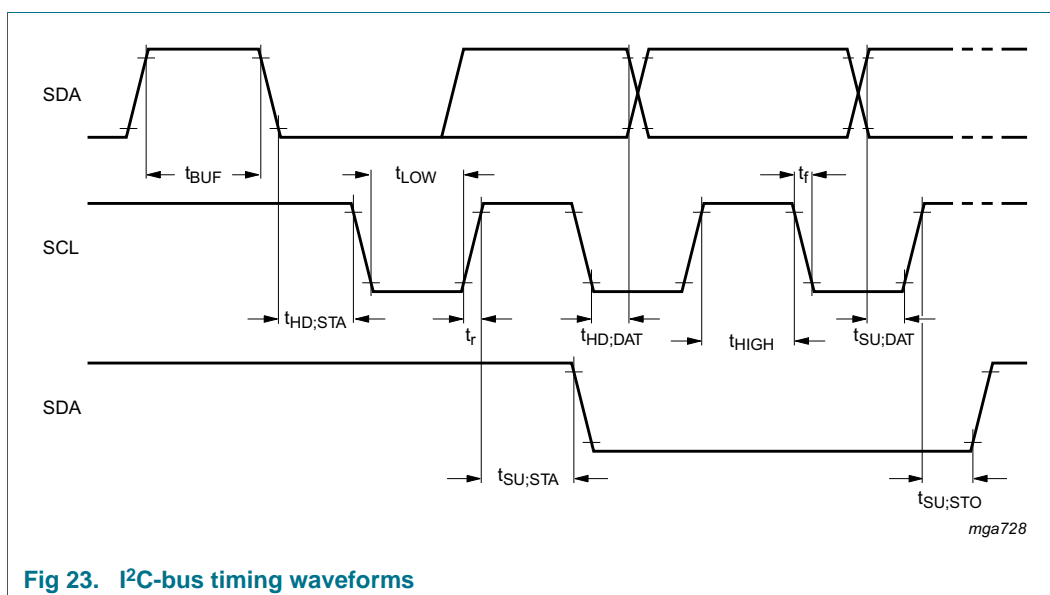 SDA
tBUF
tLOW
tf
SCL
tHD;STA
tr
tHD;DAT
tHIGH
tSU;DAT
SDA
tSU;STA
tSU;STO
mga728
Fig 23. I²C-bus timing waveforms